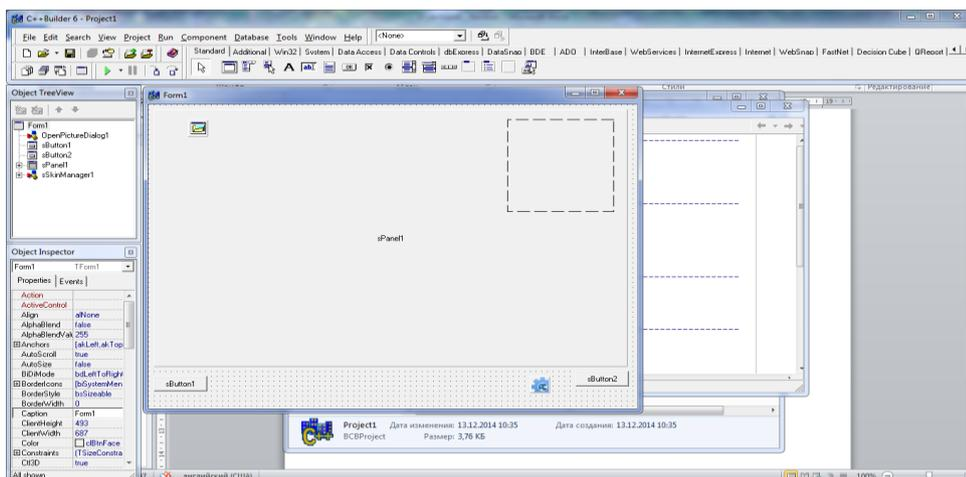 C++Builder 6 - Project1
File Edit Search View Project Run Component Database Tools Window Help <None>
Standard Additional Win32 System Data Access Data Controls dbExpress DataSnap BDE ADO InterBase WebServices InternetExpress Internet WebSnap FastNet Decision Cube QReport
Object TreeView
Form1
OpenPictureDialog1
sButton1
sButton2
sPanel1
sSkinManager1
Form1
sPanel1
sButton1
sButton2
Стили
Редактирование
19
Object Inspector
Form1 TForm1
Properties Events
Action
ActiveControl
Align alNone
AlphaBlend false
AlphaBlendVal 255
Anchors [akLeft,akTop
AutoScroll true
AutoSize false
BiDiMode bdLeftToRight
BorderIcons [biSystemMen
BorderStyle bsSizeable
BorderWidth 0
Caption Form1
ClientHeight 493
ClientWidth 687
Color clBtnFace
Constraints (TSizeConstra
Ctl3D true
All shown
Project1 Дата изменения: 13.12.2014 10:35 Дата создания: 13.12.2014 10:35
BCBProject Размер: 3,76 КБ
английский (США)
100%